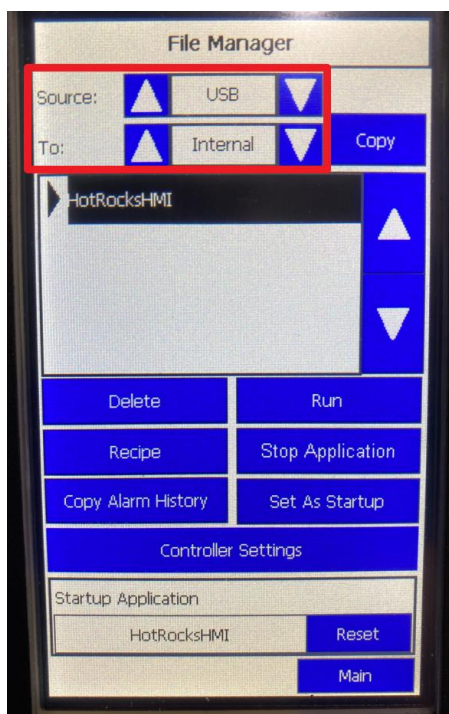 File Manager
Source: USB
To: Internal Copy
HotRocksHMI
Delete Run
Recipe Stop Application
Copy Alarm History Set As Startup
Controller Settings
Startup Application
HotRocksHMI Reset
Main